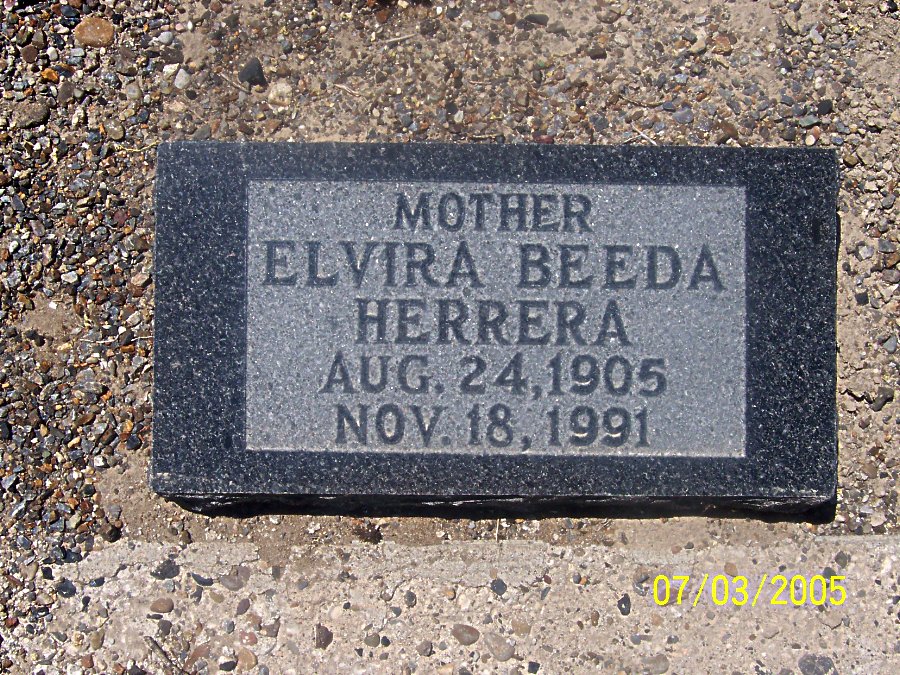 MOTHER
ELVIRA BEEDA
HERRERA
AUG. 24, 1905
NOV. 18, 1991
07/03/2005